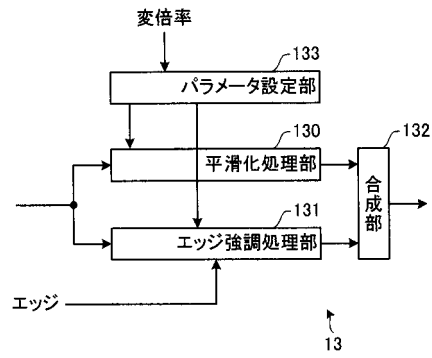 変倍率
133
パラメータ設定部
130
132
平滑化処理部
合成部
131
エッジ強調処理部
エッジ
13